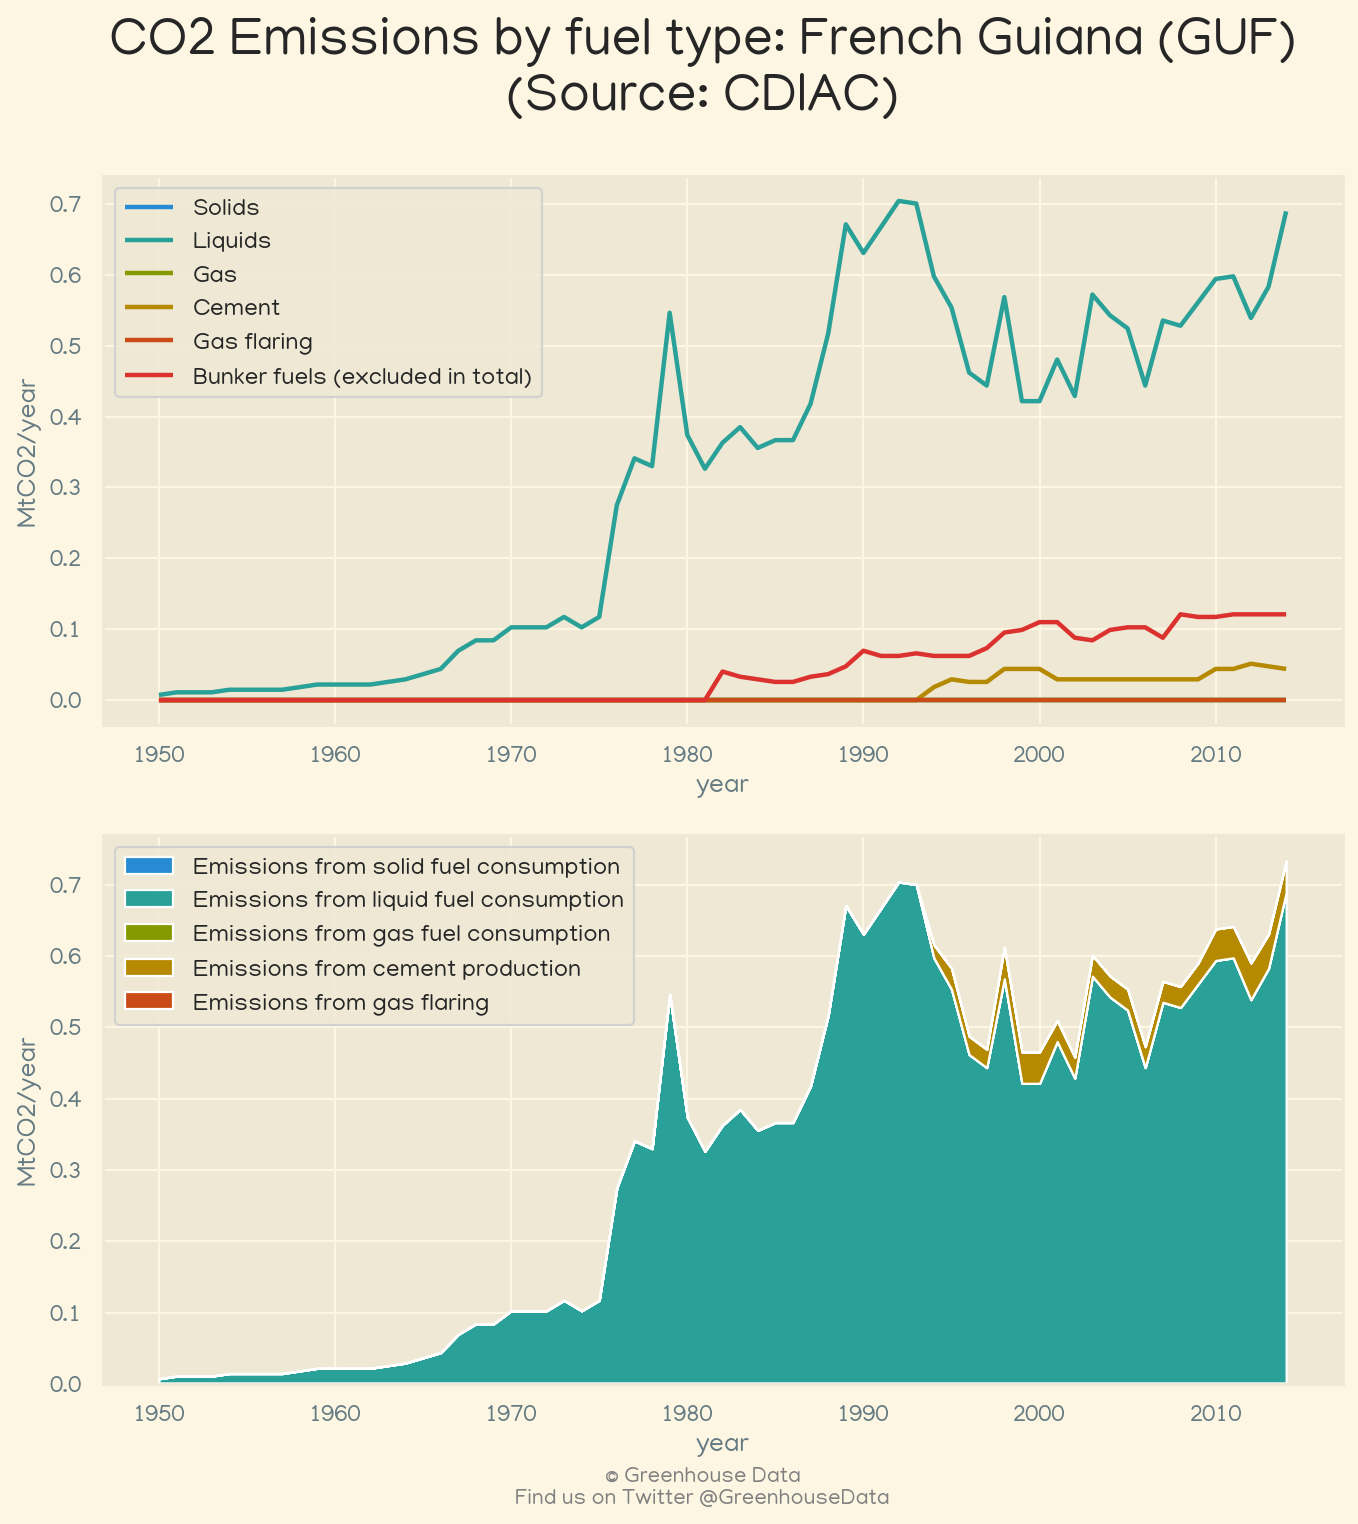 CO2 Emissions by fuel type: French Guiana (GUF)
(Source: CDIAC)
MtCO2/year
0.7
0.6
0.5
0.4
0.3
0.2
0.1
0.0
Solids
Liquids
Gas
Cement
Gas flaring
Bunker fuels (excluded in total)
1950 1960 1970 1980 1990 2000 2010
year
MtCO2/year
0.7
0.6
0.5
0.4
0.3
0.2
0.1
0.0
Emissions from solid fuel consumption
Emissions from liquid fuel consumption
Emissions from gas fuel consumption
Emissions from cement production
Emissions from gas flaring
1950 1960 1970 1980 1990 2000 2010
year
© Greenhouse Data
Find us on Twitter @GreenhouseData